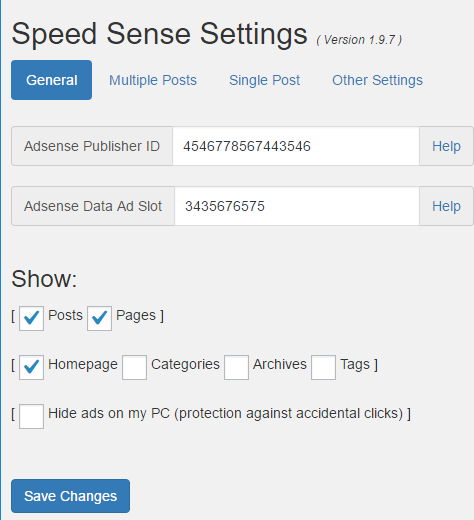 Speed Sense Settings ( Version 1.9.7 )
General Multiple Posts Single Post Other Settings
Adsense Publisher ID 4546778567443546 Help
Adsense Data Ad Slot 3435676575 Help
Show:
[ Posts Pages ]
[ Homepage Categories Archives Tags ]
[ Hide ads on my PC (protection against accidental clicks) ]
Save Changes